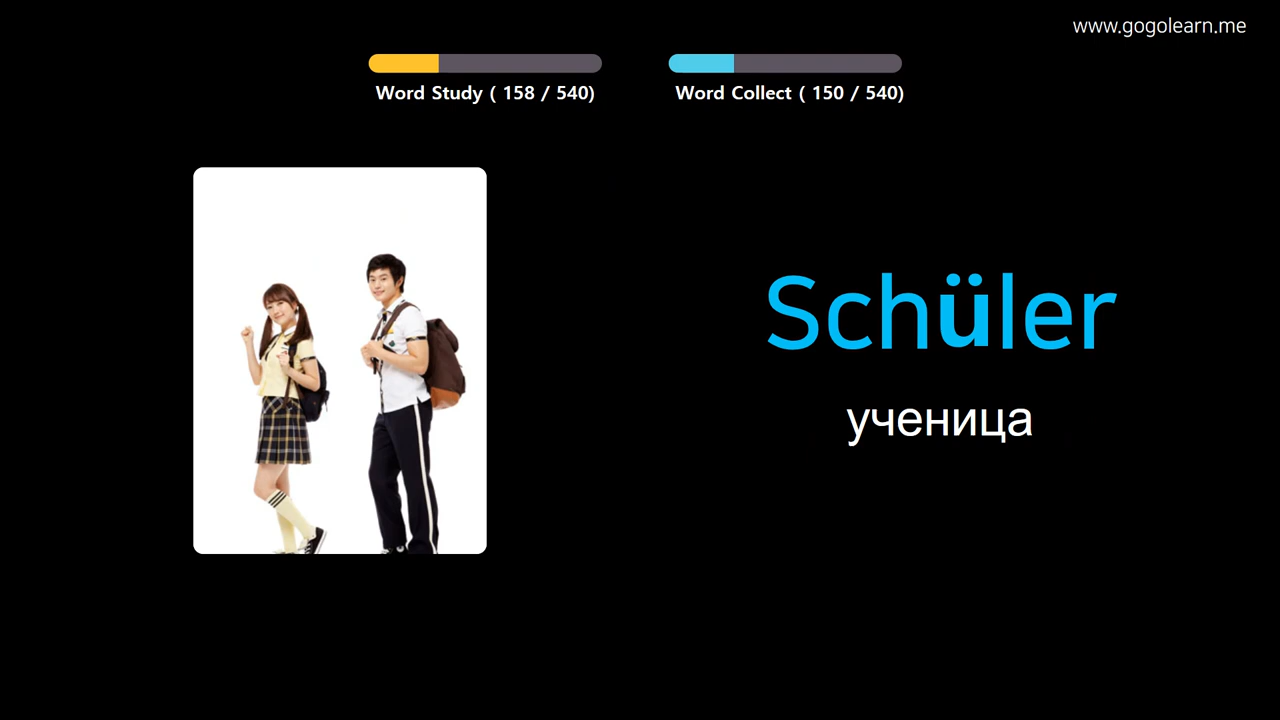 www.gogolearn.me
Word Study ( 158 / 540)
Word Collect ( 150 / 540)
Schüler
ученица